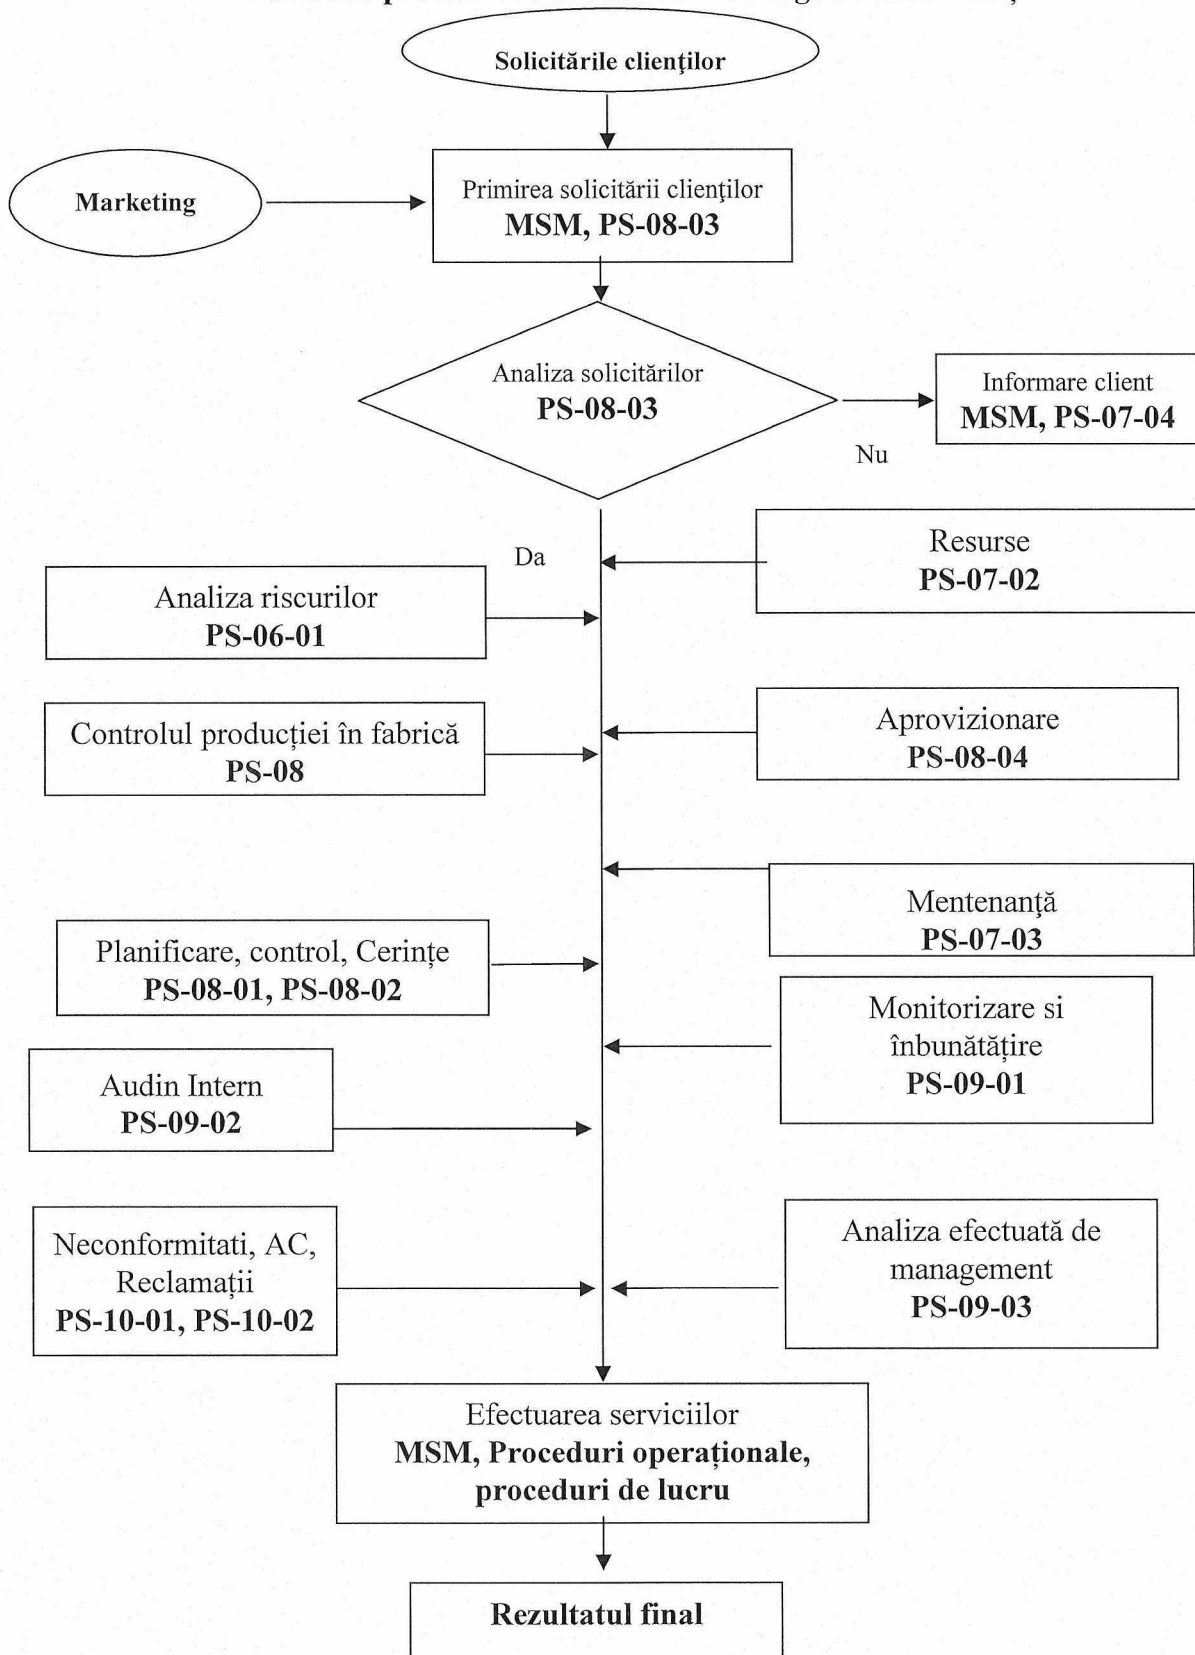 Solicitările clienţilor
Marketing
Primirea solicitării clienţilor
MSM, PS-08-03
Analiza solicitărilor
PS-08-03
Informare client
MSM, PS-07-04
Nu
Da
Resurse
PS-07-02
Analiza riscurilor
PS-06-01
Controlul producției în fabrică
PS-08
Aprovizionare
PS-08-04
Mentenanţă
PS-07-03
Planificare, control, Cerințe
PS-08-01, PS-08-02
Monitorizare si
înbunătățire
PS-09-01
Audin Intern
PS-09-02
Neconformitati, AC,
Reclamații
PS-10-01, PS-10-02
Analiza efectuată de
management
PS-09-03
Efectuarea serviciilor
MSM, Proceduri operaționale,
proceduri de lucru
Rezultatul final